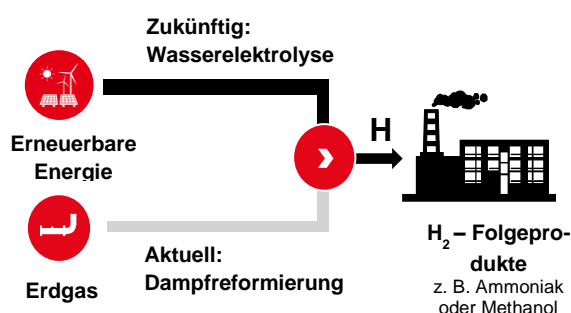 Zukünftig:
Wasserelektrolyse
Erneuerbare
Energie
H
Aktuell:
Dampfreformierung
Erdgas
H₂ – Folgepro-
dukte
z. B. Ammoniak
oder Methanol